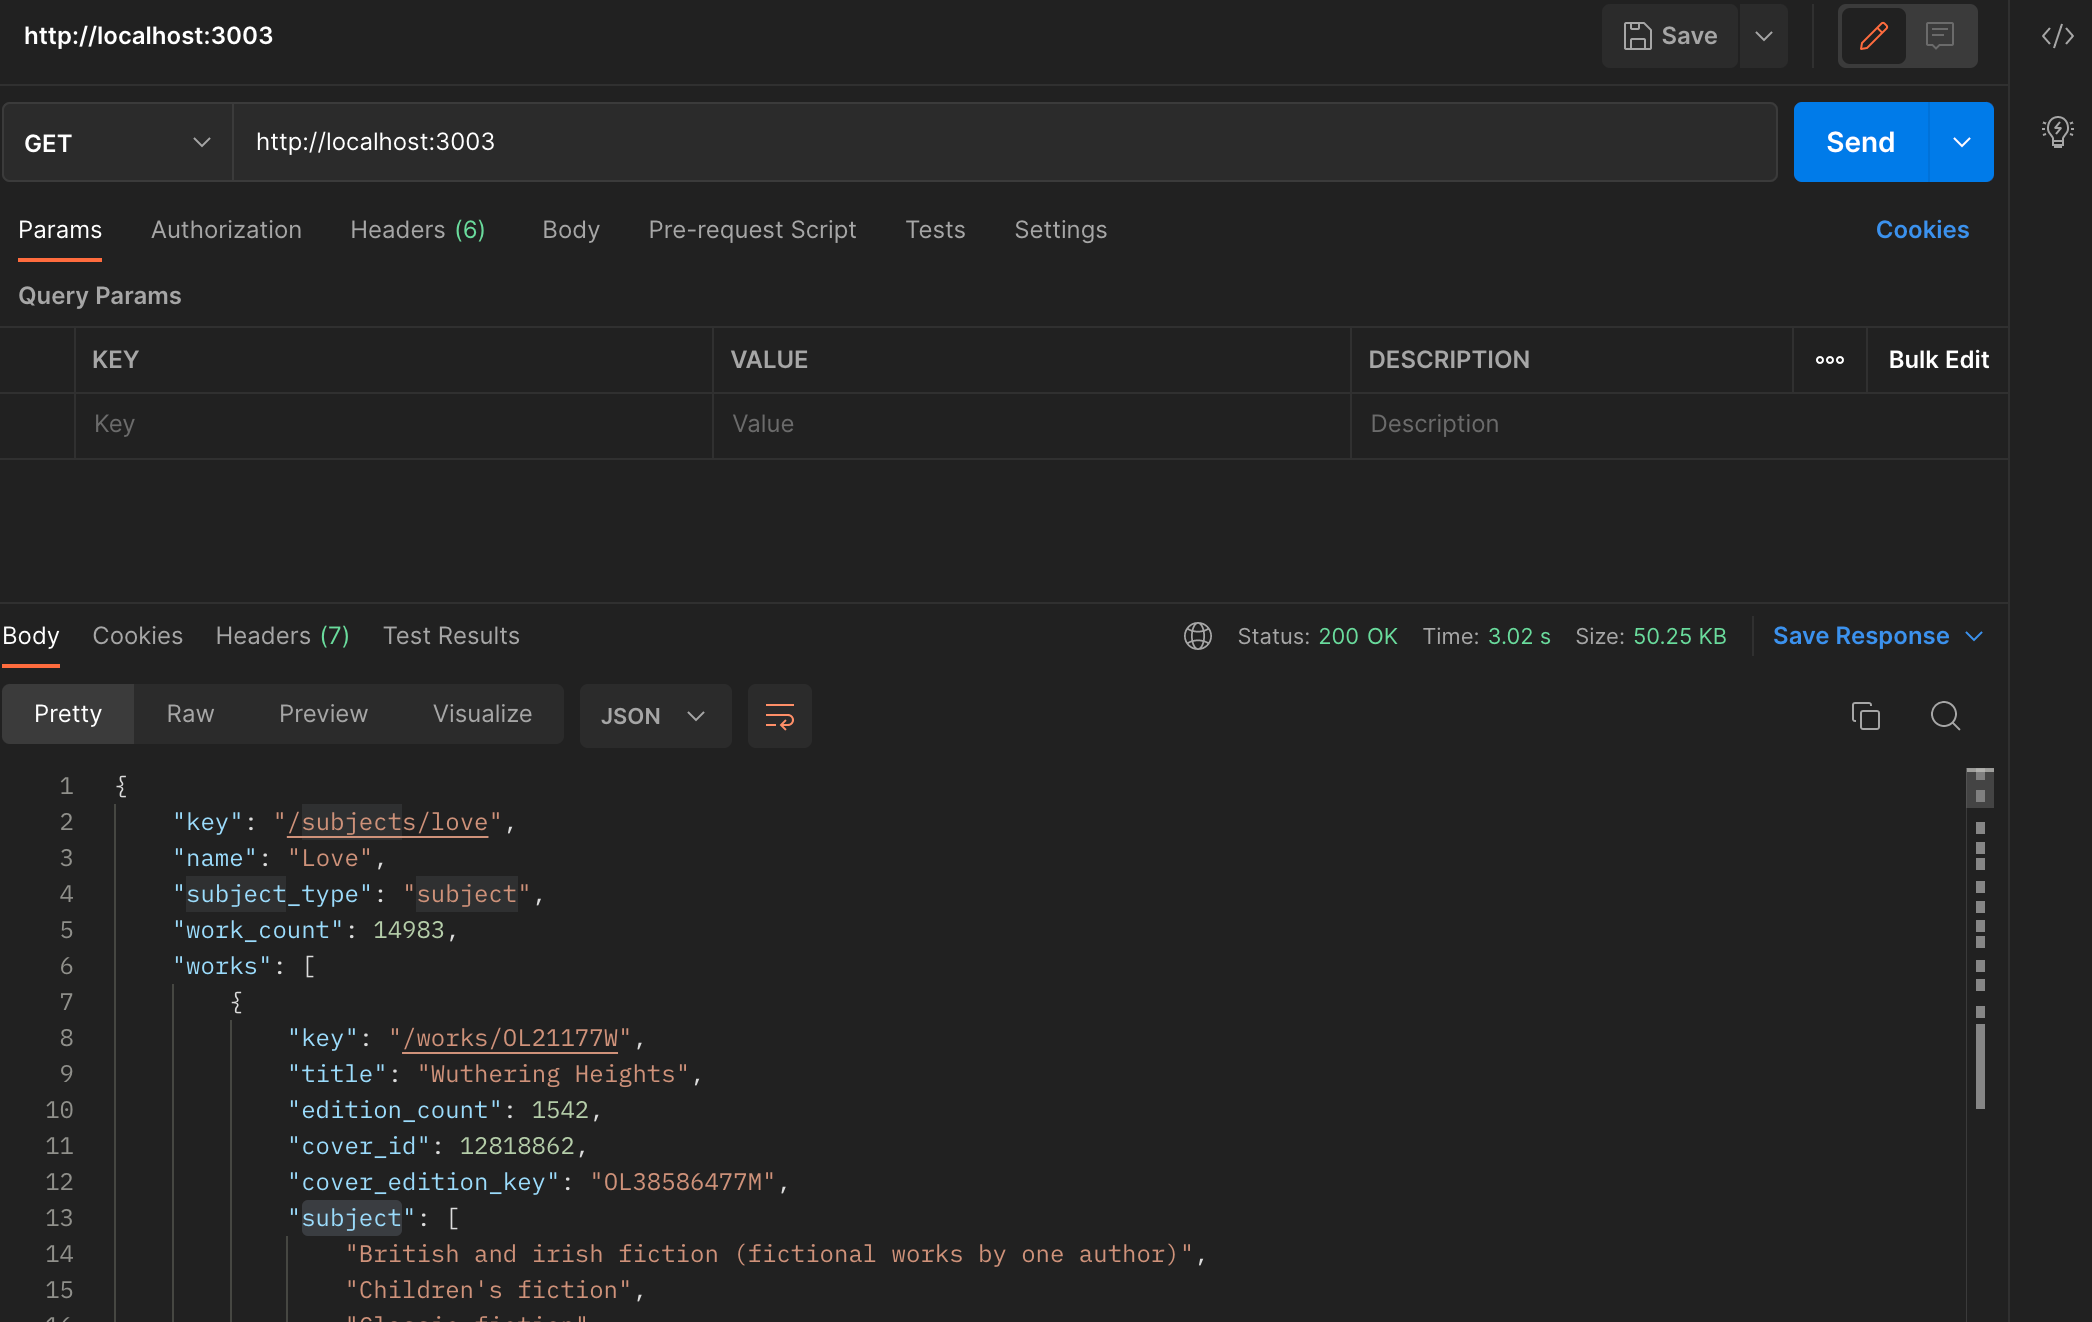 http://localhost:3003
Save
GET
http://localhost:3003
Send
Params Authorization Headers (6) Body Pre-request Script Tests Settings Cookies
Query Params
KEY VALUE DESCRIPTION ooo Bulk Edit
Key Value Description
Body Cookies Headers (7) Test Results Status: 200 OK Time: 3.02 s Size: 50.25 KB Save Response
Pretty Raw Preview Visualize JSON
1 {
2 "key": "/subjects/love",
3 "name": "Love",
4 "subject_type": "subject",
5 "work_count": 14983,
6 "works": [
7 {
8 "key": "/works/OL21177W",
9 "title": "Wuthering Heights",
10 "edition_count": 1542,
11 "cover_id": 12818862,
12 "cover_edition_key": "OL38586477M",
13 "subject": [
14 "British and irish fiction (fictional works by one author)",
15 "Children's fiction",